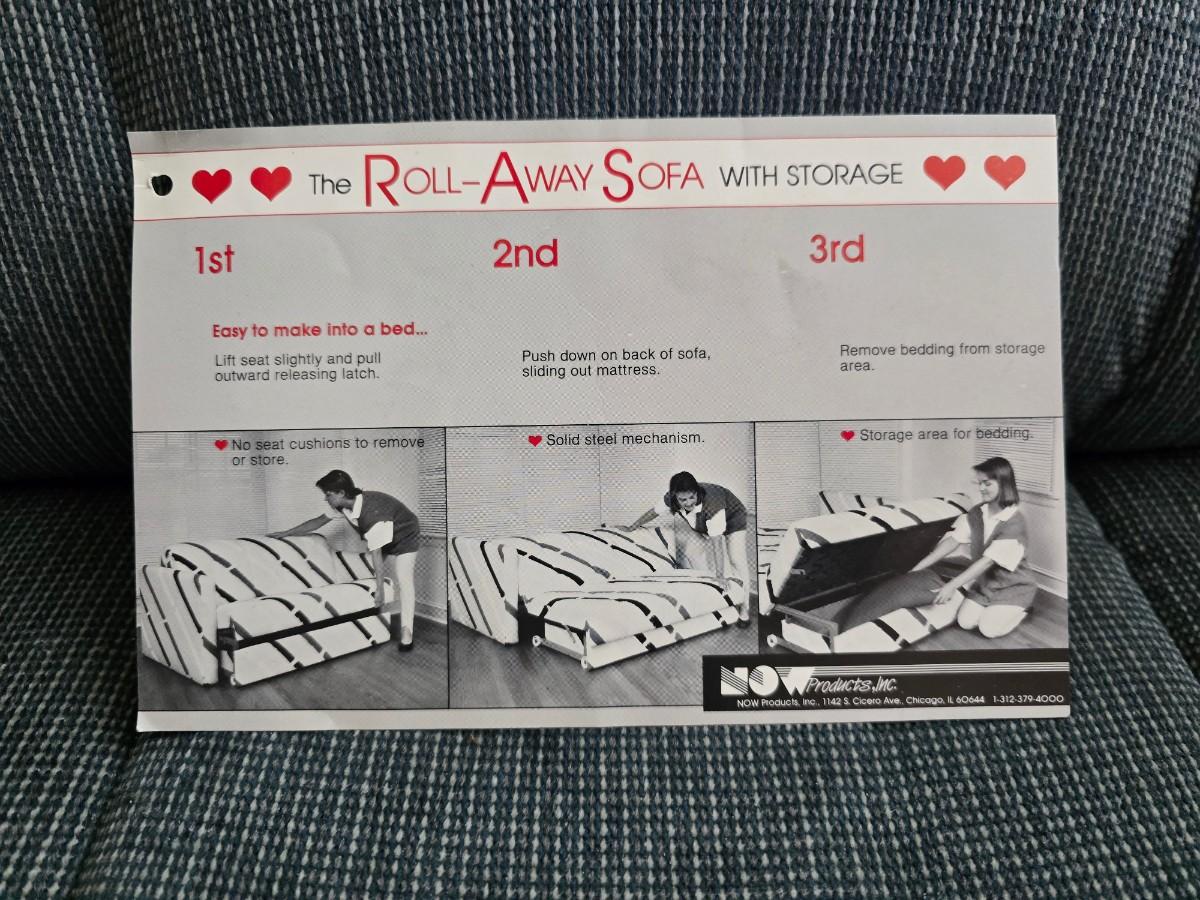 The ROLL-AWAY SOFA WITH STORAGE
1st
Easy to make into a bed...
Lift seat slightly and pull
outward releasing latch.
♥ No seat cushions to remove
or store.
2nd
Push down on back of sofa,
sliding out mattress.
♥ Solid steel mechanism.
3rd
Remove bedding from storage
area.
♥ Storage area for bedding.
NOW Products, Inc.
NOW Products, Inc., 1142 S. Cicero Ave., Chicago, IL 60644 1-312-379-4000